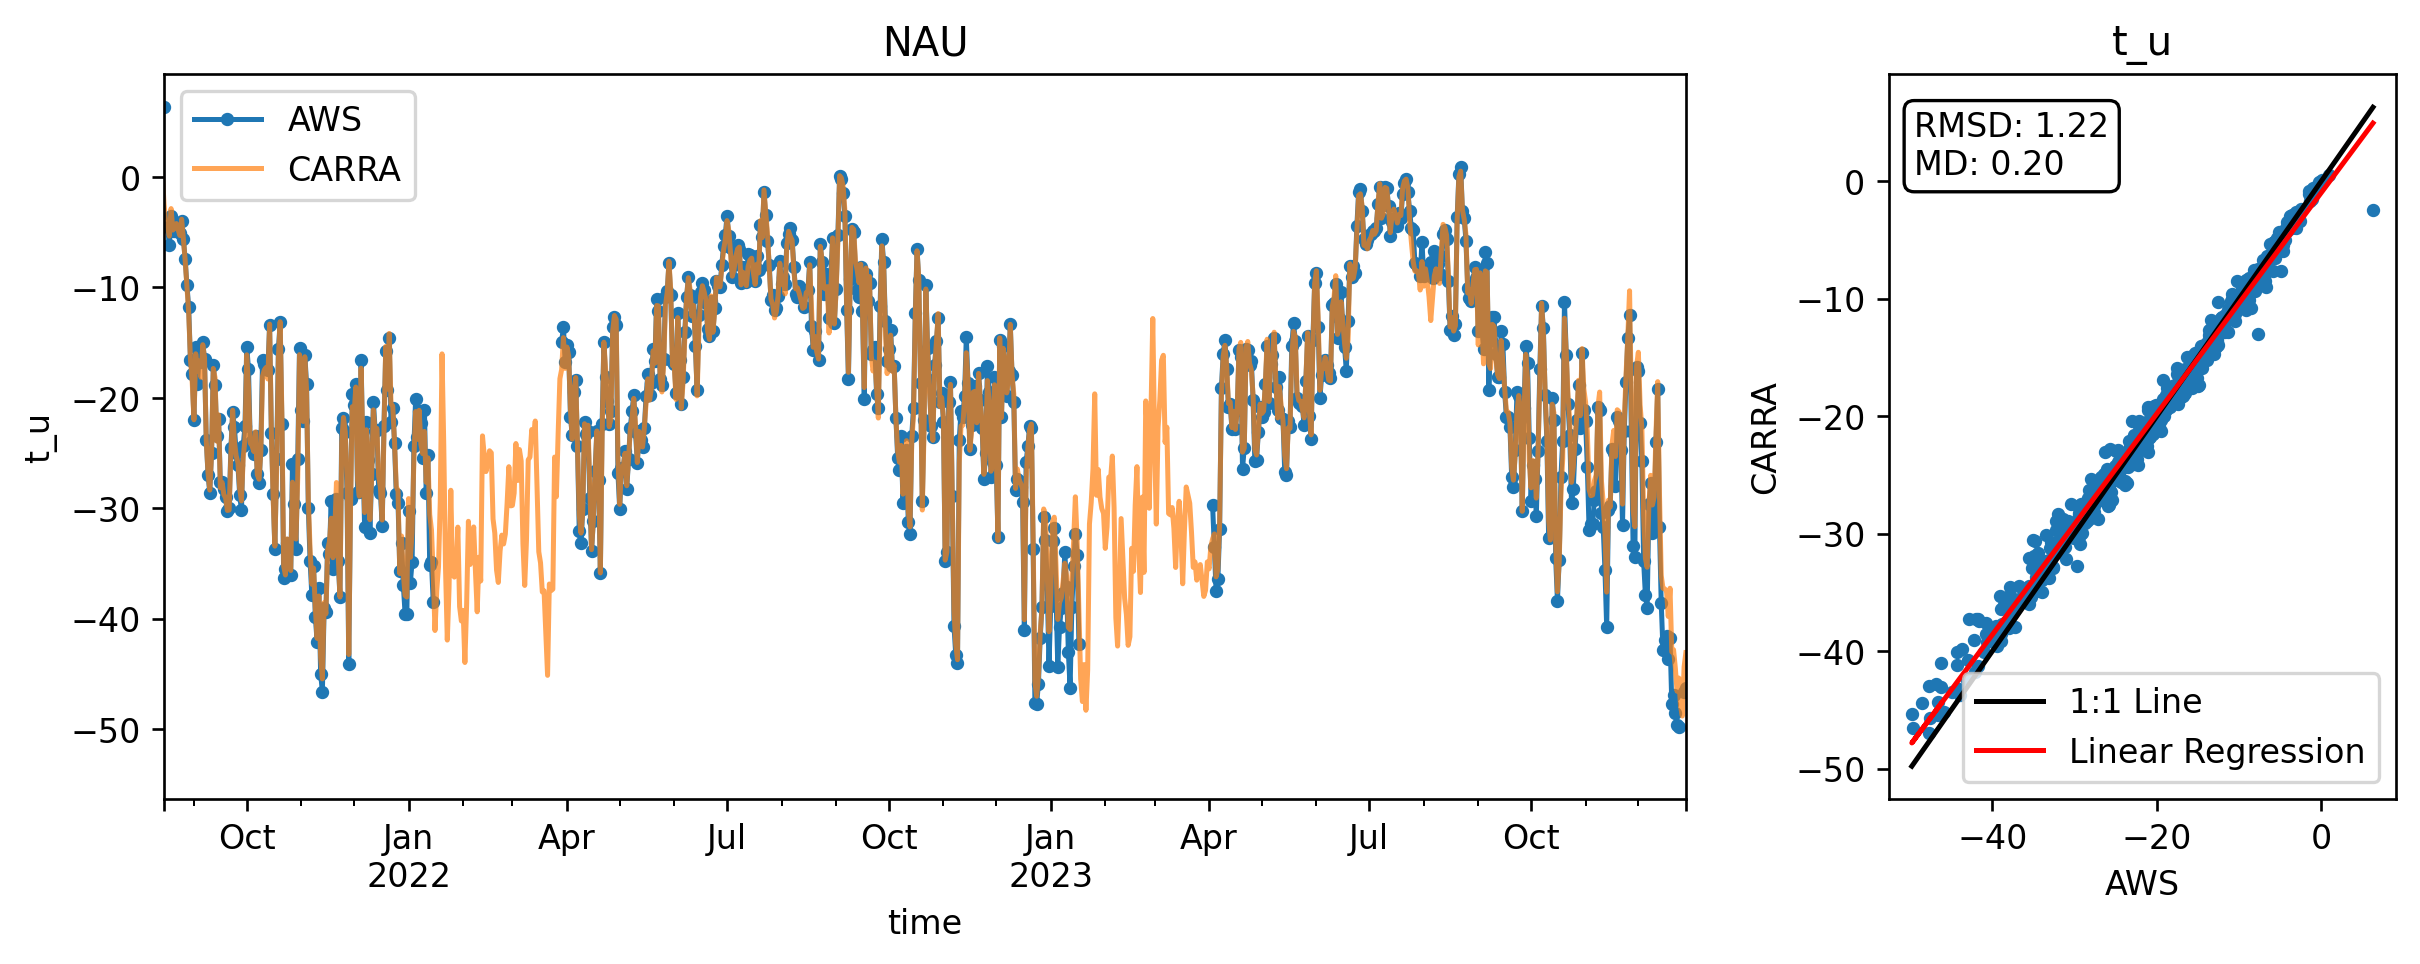 NAU
AWS
CARRA
t_u
0
−10
−20
−30
−40
−50
Oct
Jan
2022
Apr
Jul
Oct
Jan
2023
Apr
Jul
Oct
time
t_u
RMSD: 1.22
MD: 0.20
CARRA
0
−10
−20
−30
−40
−50
1:1 Line
Linear Regression
−40
−20
0
AWS